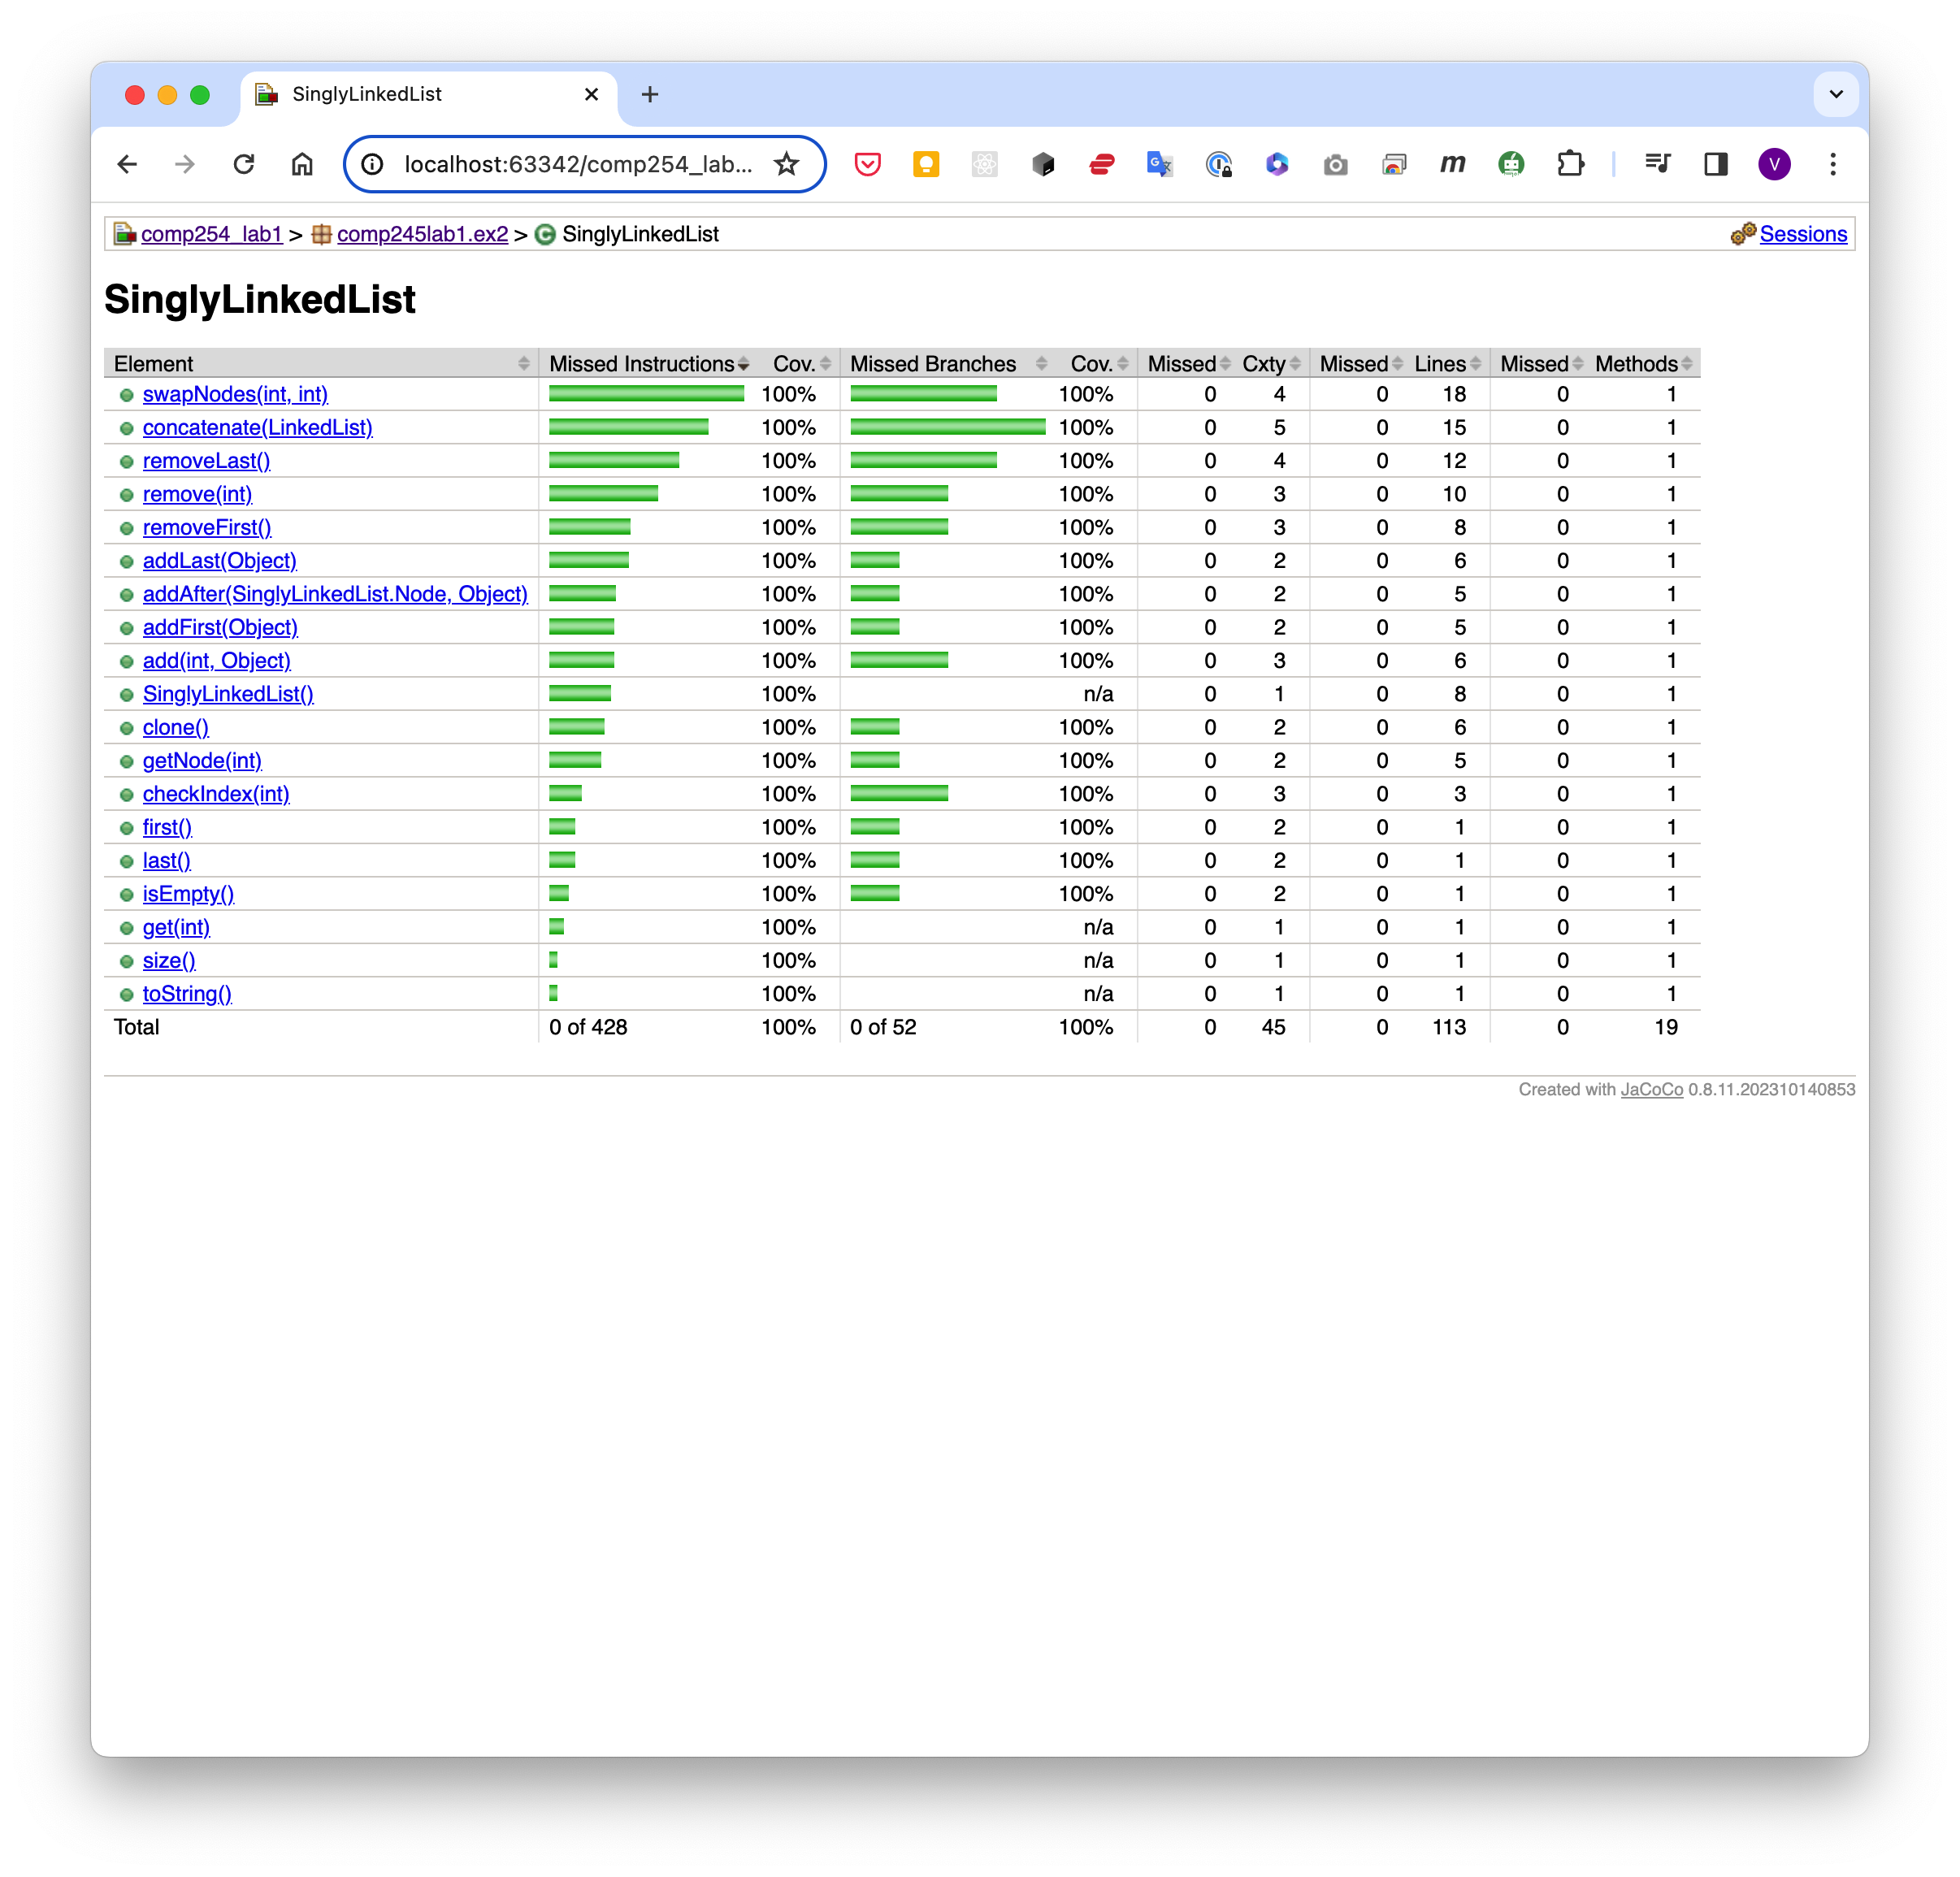 SinglyLinkedList
localhost:63342/comp254_lab...
m
V
comp254_lab1 > comp245lab1.ex2 > SinglyLinkedList Sessions
SinglyLinkedList
Element Missed Instructions Cov. Missed Branches Cov. Missed Cxty Missed Lines Missed Methods
swapNodes(int, int) 100% 100% 0 4 0 18 0 1
concatenate(LinkedList) 100% 100% 0 5 0 15 0 1
removeLast() 100% 100% 0 4 0 12 0 1
remove(int) 100% 100% 0 3 0 10 0 1
removeFirst() 100% 100% 0 3 0 8 0 1
addLast(Object) 100% 100% 0 2 0 6 0 1
addAfter(SinglyLinkedList.Node, Object) 100% 100% 0 2 0 5 0 1
addFirst(Object) 100% 100% 0 2 0 5 0 1
add(int, Object) 100% 100% 0 3 0 6 0 1
SinglyLinkedList() 100% n/a 0 1 0 8 0 1
clone() 100% 100% 0 2 0 6 0 1
getNode(int) 100% 100% 0 2 0 5 0 1
checkIndex(int) 100% 100% 0 3 0 3 0 1
first() 100% 100% 0 2 0 1 0 1
last() 100% 100% 0 2 0 1 0 1
isEmpty() 100% 100% 0 2 0 1 0 1
get(int) 100% n/a 0 1 0 1 0 1
size() 100% n/a 0 1 0 1 0 1
toString() 100% n/a 0 1 0 1 0 1
Total 0 of 428 100% 0 of 52 100% 0 45 0 113 0 19
Created with JaCoCo 0.8.11.202310140853